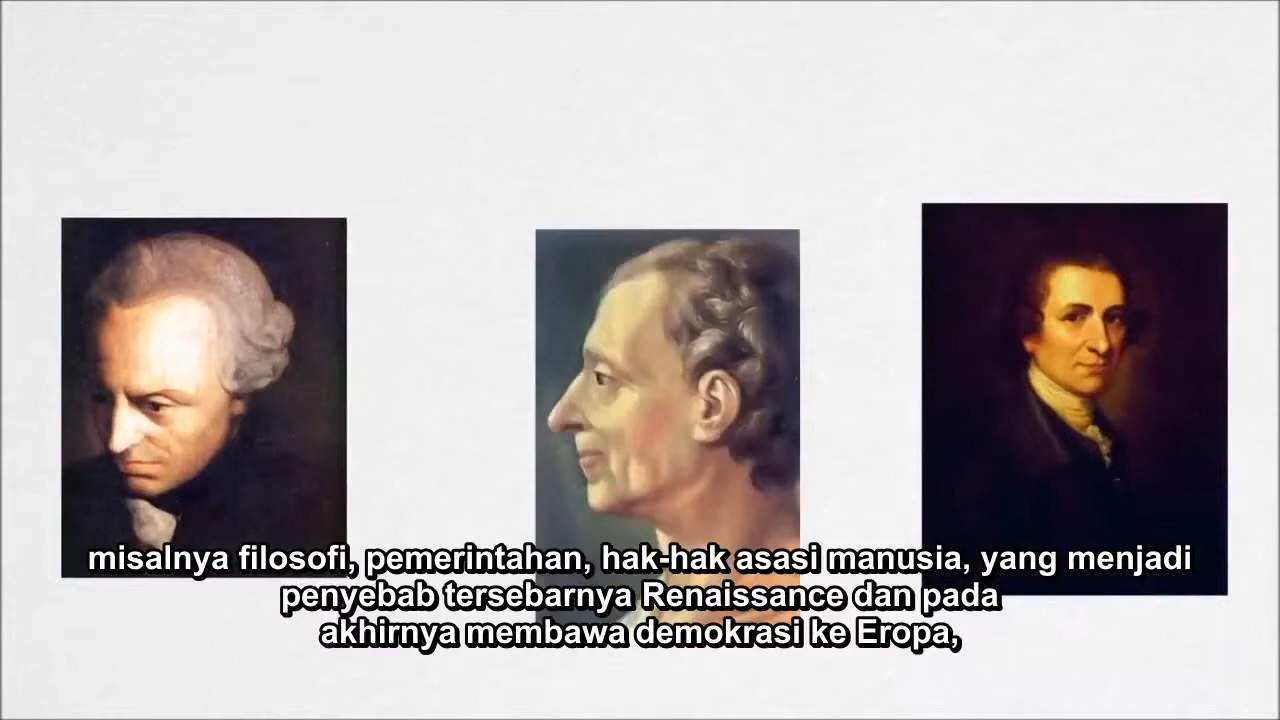 misalnya filosofi, pemerintahan, hak-hak asasi manusia, yang menjadi
penyebab tersebarnya Renaissance dan pada
akhirnya membawa demokrasi ke Eropa,